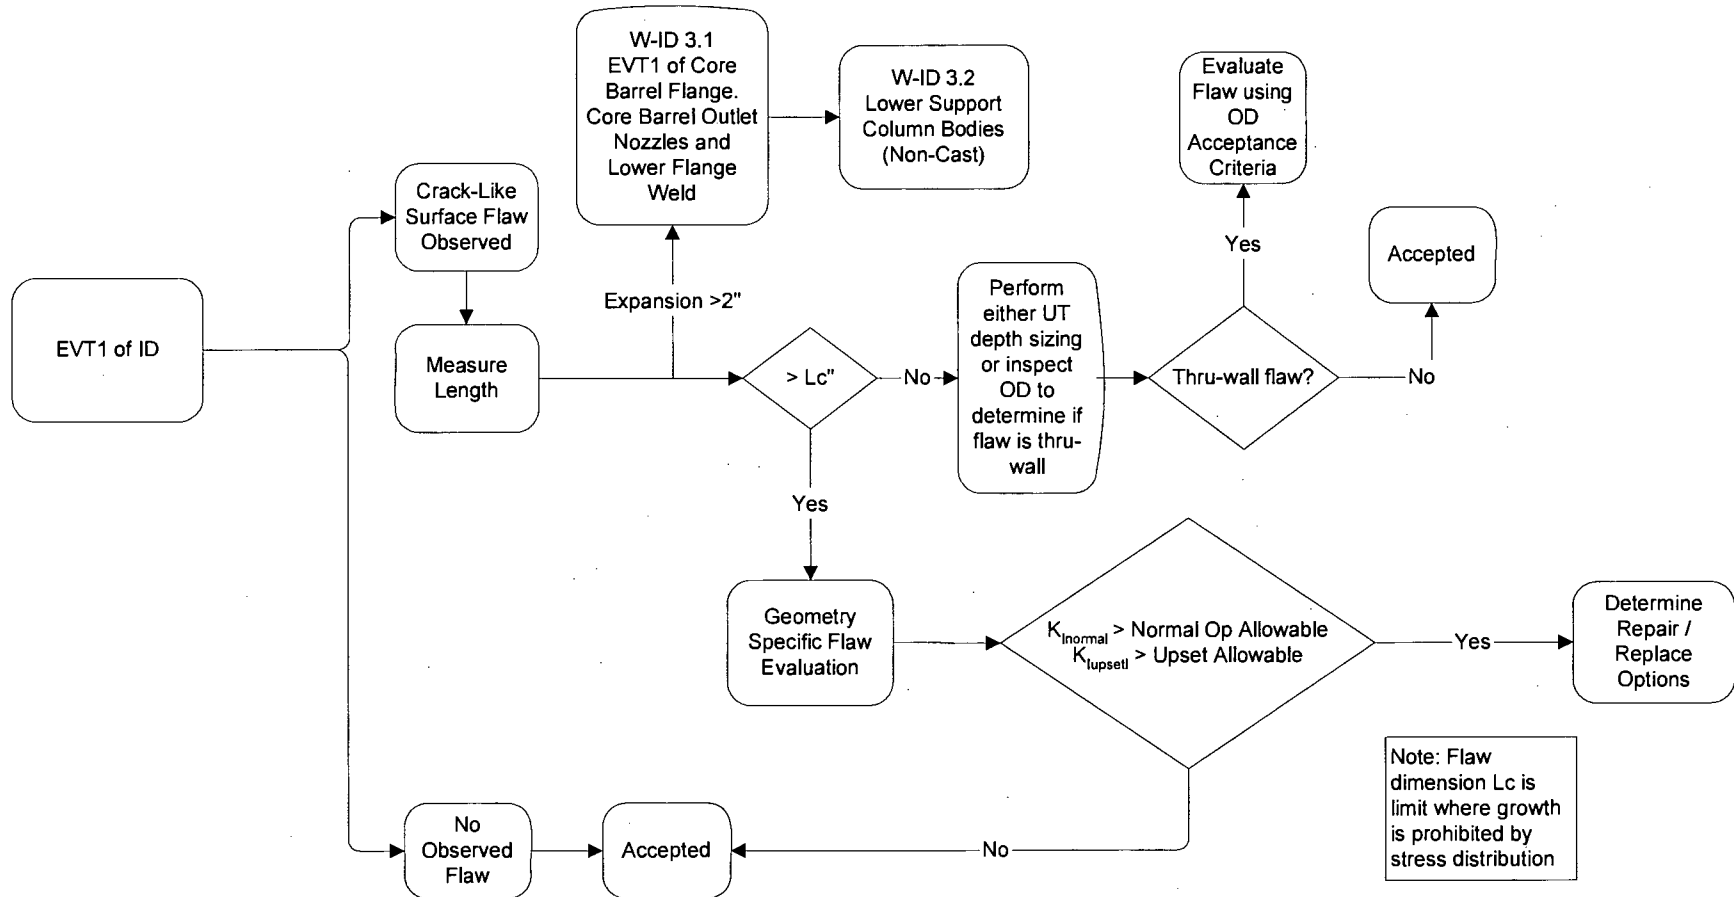 W-ID 3.1
EVT1 of Core
Barrel Flange.
Core Barrel Outlet
Nozzles and
Lower Flange
Weld
W-ID 3.2
Lower Support
Column Bodies
(Non-Cast)
Evaluate
Flaw using
OD
Acceptance
Criteria
Crack-Like
Surface Flaw
Observed
Yes
Accepted
Expansion >2"
EVT1 of ID
Measure
Length
> Lc"
No
Perform
either UT
depth sizing
or inspect
OD to
determine if
flaw is thru-
wall
Thru-wall flaw?
No
Yes
Geometry
Specific Flaw
Evaluation
KInormal > Normal Op Allowable
K[upsetl > Upset Allowable
Yes
Determine
Repair /
Replace
Options
Note: Flaw
dimension Lc is
limit where growth
is prohibited by
stress distribution
No
Observed
Flaw
Accepted
No